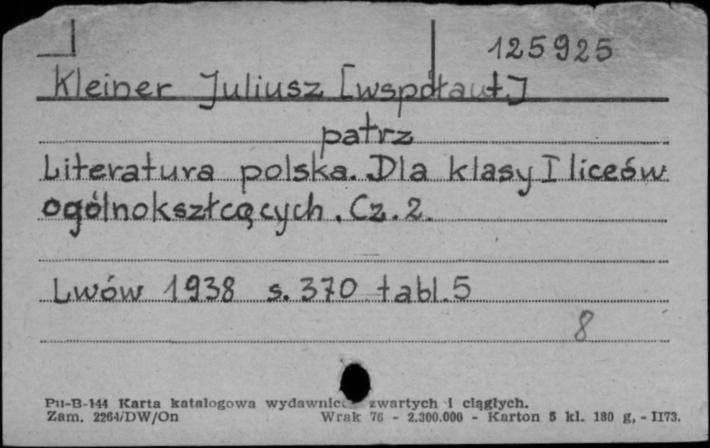 125925
Kleiner Juliusz [współaut.]
patrz
Literatura polska. Dla klasy I liceów
ogólnokształcących. Cz. 2.
Lwów 1938 s. 370 tabl. 5
8
Pu-B-144 Karta katalogowa zwartych i ciągłych.
Zam. 2264/DW/On Wrak 76 - 2.300.000 - Karton 5 kl. 180 g, - II73.